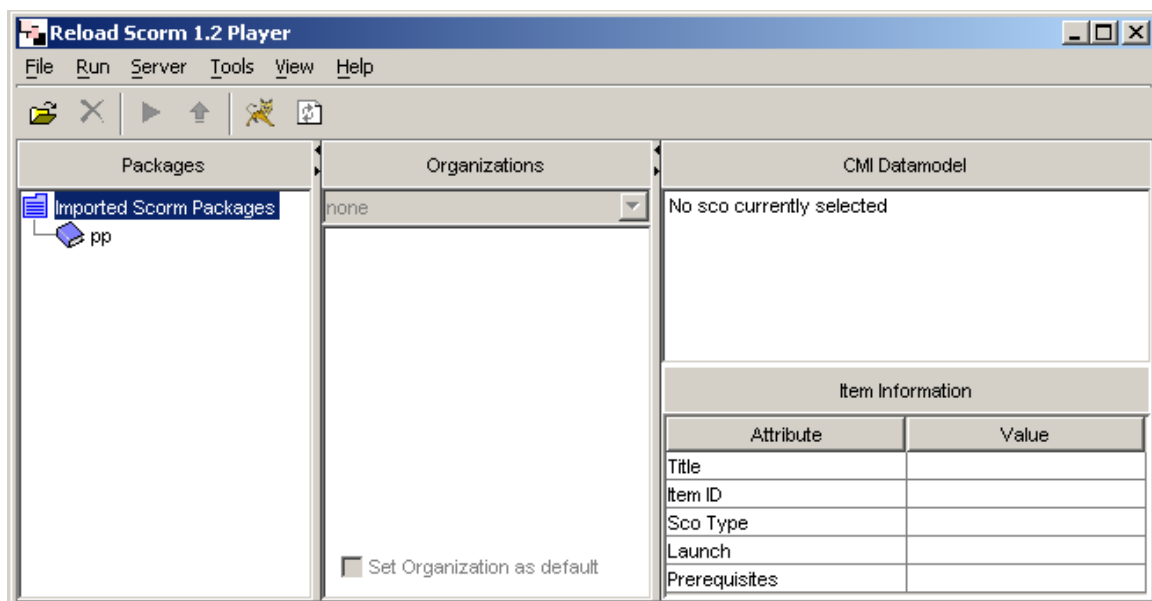 Reload Scorm 1.2 Player
File Run Server Tools View Help
Packages
Organizations
CMI Datamodel
Imported Scorm Packages
pp
none
No sco currently selected
Set Organization as default
Item Information
Attribute Value
Title
Item ID
Sco Type
Launch
Prerequisites